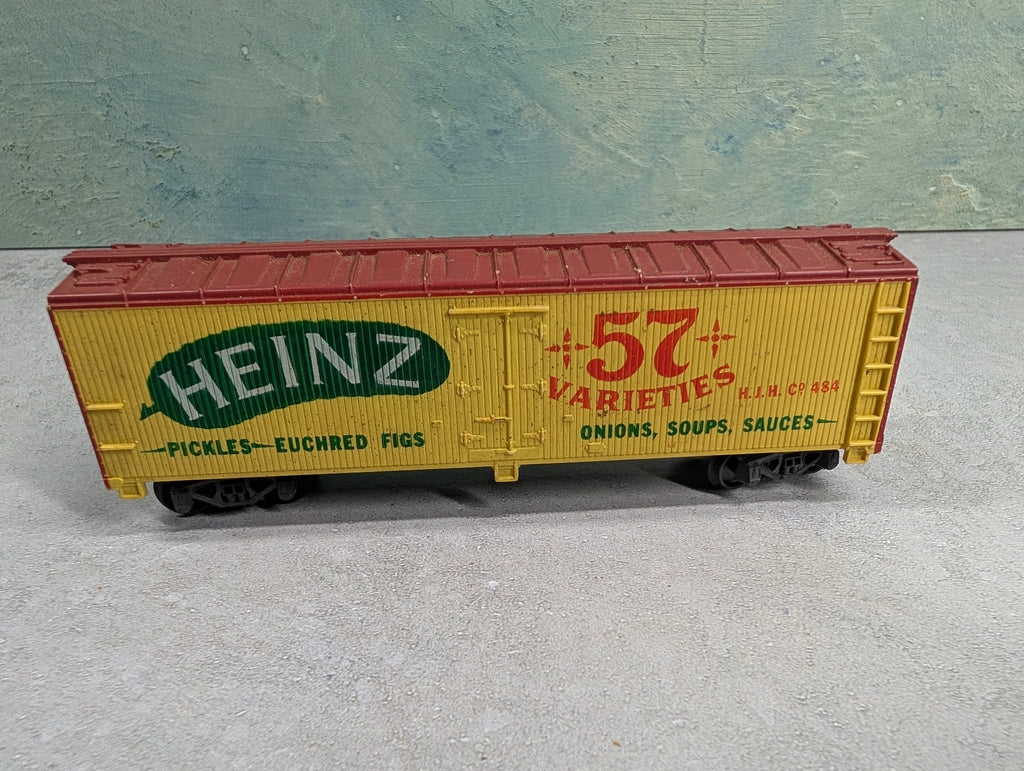 HEINZ
PICKLES—EUCHRED FIGS
57
VARIETIES
H.J.H. Cº 484
ONIONS, SOUPS, SAUCES